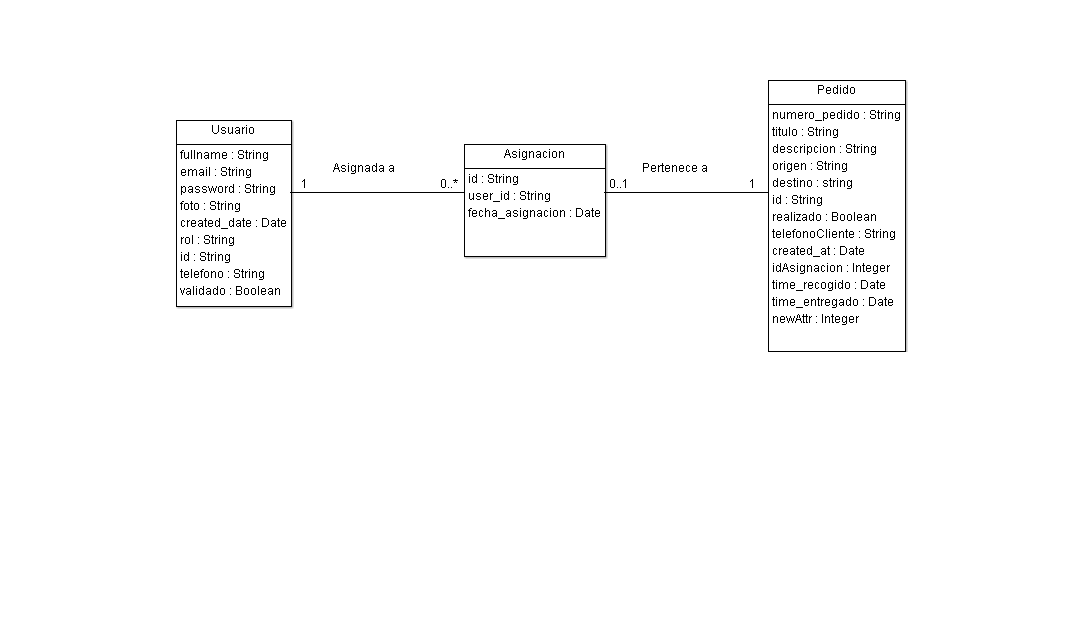 Usuario
fullname : String
email : String
password : String
foto : String
created_date : Date
rol : String
id : String
telefono : String
validado : Boolean
Asignada a
1
0..*
Asignacion
id : String
user_id : String
fecha_asignacion : Date
Pertenece a
0..1
1
Pedido
numero_pedido : String
titulo : String
descripcion : String
origen : String
destino : string
id : String
realizado : Boolean
telefonoCliente : String
created_at : Date
idAsignacion : Integer
time_recogido : Date
time_entregado : Date
newAttr : Integer